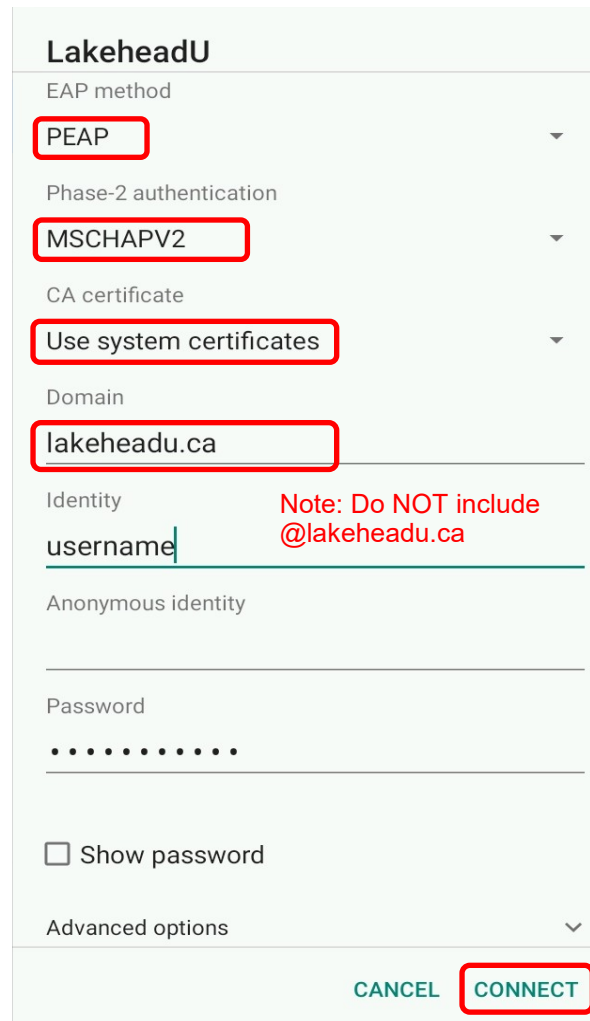 LakeheadU
EAP method
PEAP
Phase-2 authentication
MSCHAPV2
CA certificate
Use system certificates
Domain
lakeheadu.ca
Identity
Note: Do NOT include
@lakeheadu.ca
username
Anonymous identity
Password
•••••••••••
Show password
Advanced options
CANCEL CONNECT